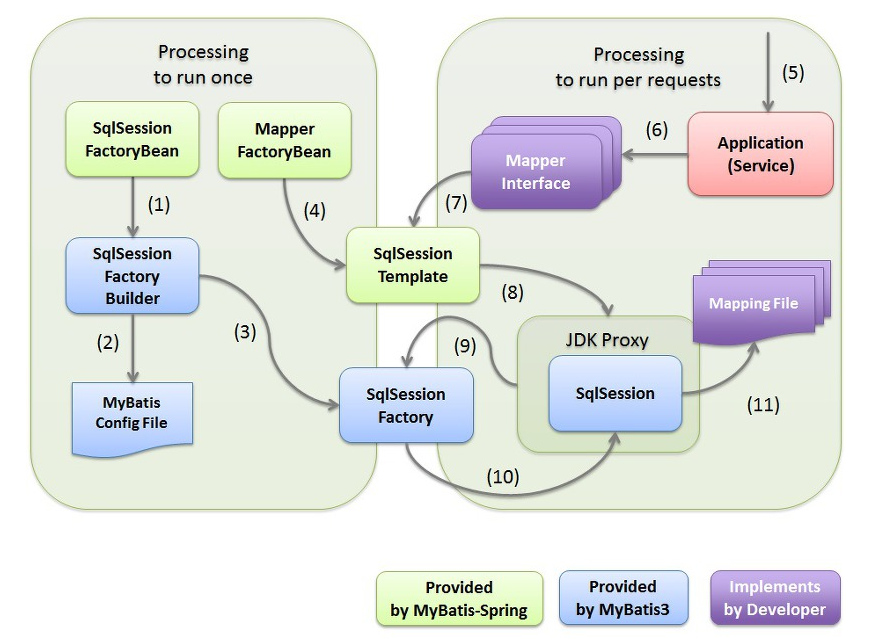 Processing
to run once
Processing
to run per requests
(5)
SqlSession
FactoryBean
Mapper
FactoryBean
Mapper
Interface
(6)
Application
(Service)
(1)
(4)
(7)
SqlSession
Factory
Builder
SqlSession
Template
(8)
Mapping File
(2)
(3)
(9)
JDK Proxy
MyBatis
Config File
SqlSession
Factory
SqlSession
(11)
(10)
Provided
by MyBatis-Spring
Provided
by MyBatis3
Implements
by Developer